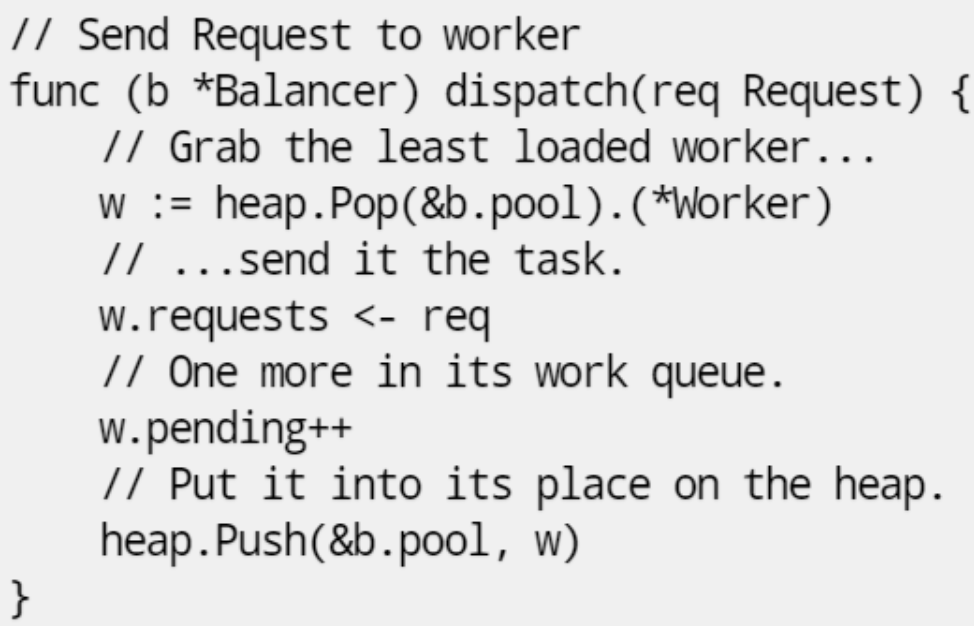 // Send Request to worker
func (b *Balancer) dispatch(req Request) {
    // Grab the least loaded worker...
    w := heap.Pop(&b.pool).(*Worker)
    // ...send it the task.
    w.requests <- req
    // One more in its work queue.
    w.pending++
    // Put it into its place on the heap.
    heap.Push(&b.pool, w)
}